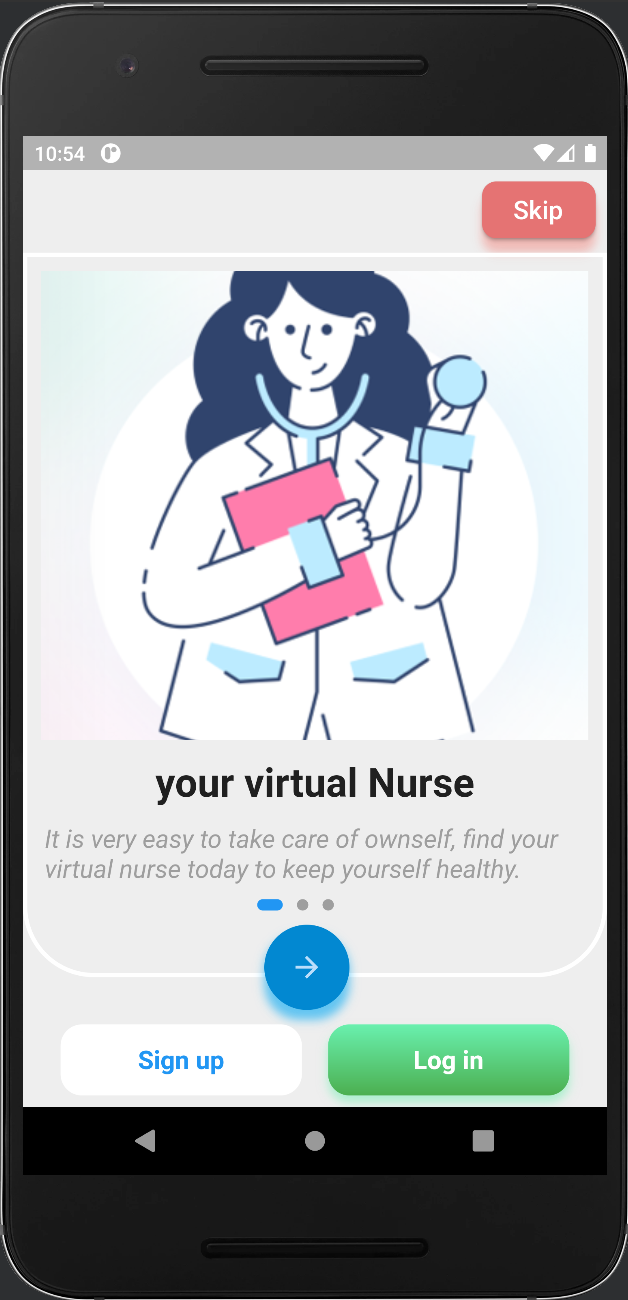 10:54
Skip
your virtual Nurse
It is very easy to take care of ownself, find your
virtual nurse today to keep yourself healthy.
Sign up
Log in